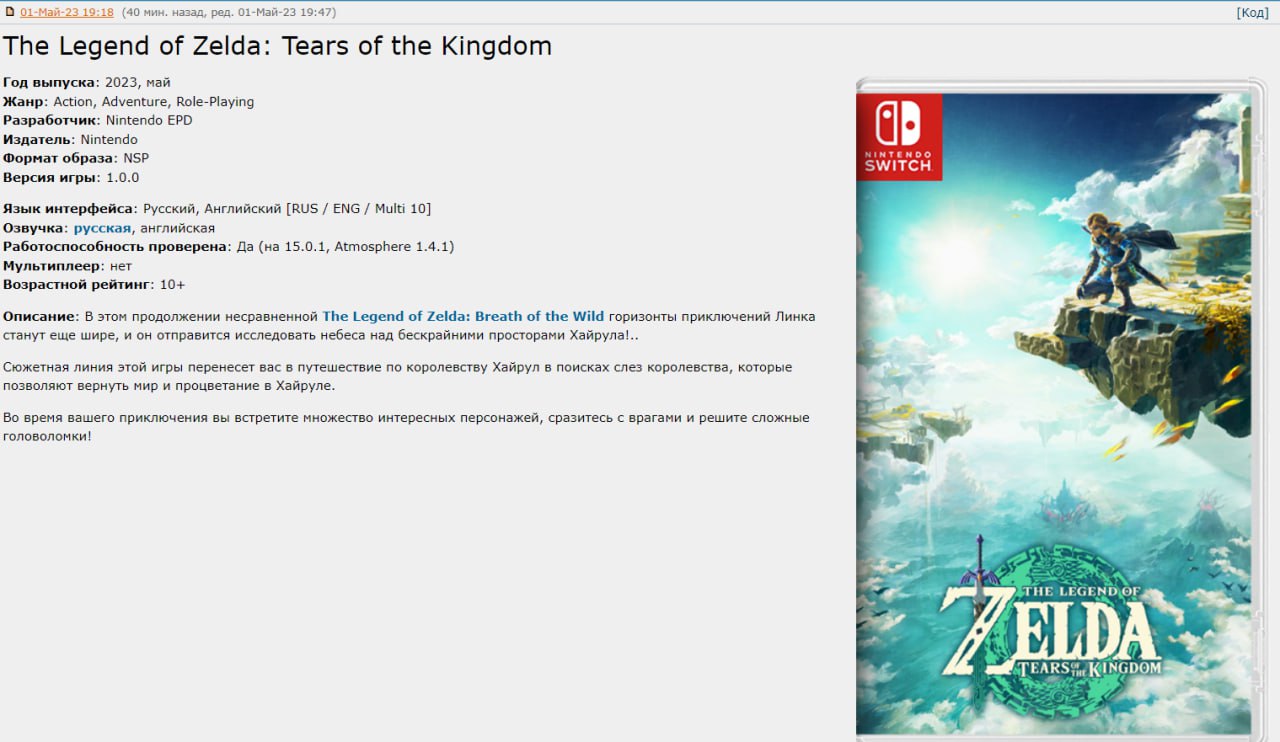 01-Май-23 19:18 (40 мин. назад, ред. 01-Май-23 19:47) [Код]
The Legend of Zelda: Tears of the Kingdom
Год выпуска: 2023, май
Жанр: Action, Adventure, Role-Playing
Разработчик: Nintendo EPD
Издатель: Nintendo
Формат образа: NSP
Версия игры: 1.0.0
Язык интерфейса: Русский, Английский [RUS / ENG / Multi 10]
Озвучка: русская, английская
Работоспособность проверена: Да (на 15.0.1, Atmosphere 1.4.1)
Мультиплеер: нет
Возрастной рейтинг: 10+
Описание: В этом продолжении несравненной The Legend of Zelda: Breath of the Wild горизонты приключений Линка
станут еще шире, и он отправится исследовать небеса над бескрайними просторами Хайрула!..
Сюжетная линия этой игры перенесет вас в путешествие по королевству Хайрул в поисках слез королевства, которые
позволяют вернуть мир и процветание в Хайруле.
Во время вашего приключения вы встретите множество интересных персонажей, сразитесь с врагами и решите сложные
головоломки!
NINTENDO
SWITCH
THE LEGEND OF
ZELDA
TEARS OF THE KINGDOM